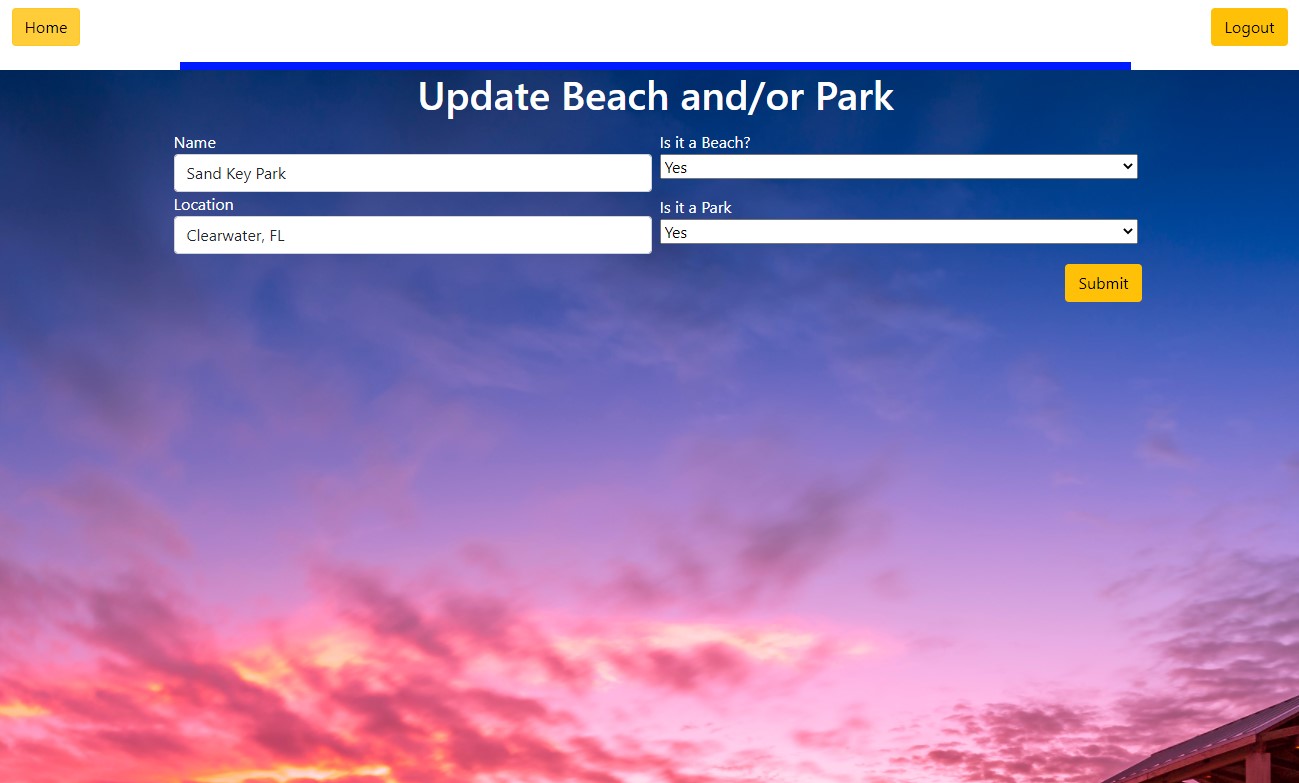 Home
Logout
Update Beach and/or Park
Name
Sand Key Park
Location
Clearwater, FL
Is it a Beach?
Yes
Is it a Park
Yes
Submit